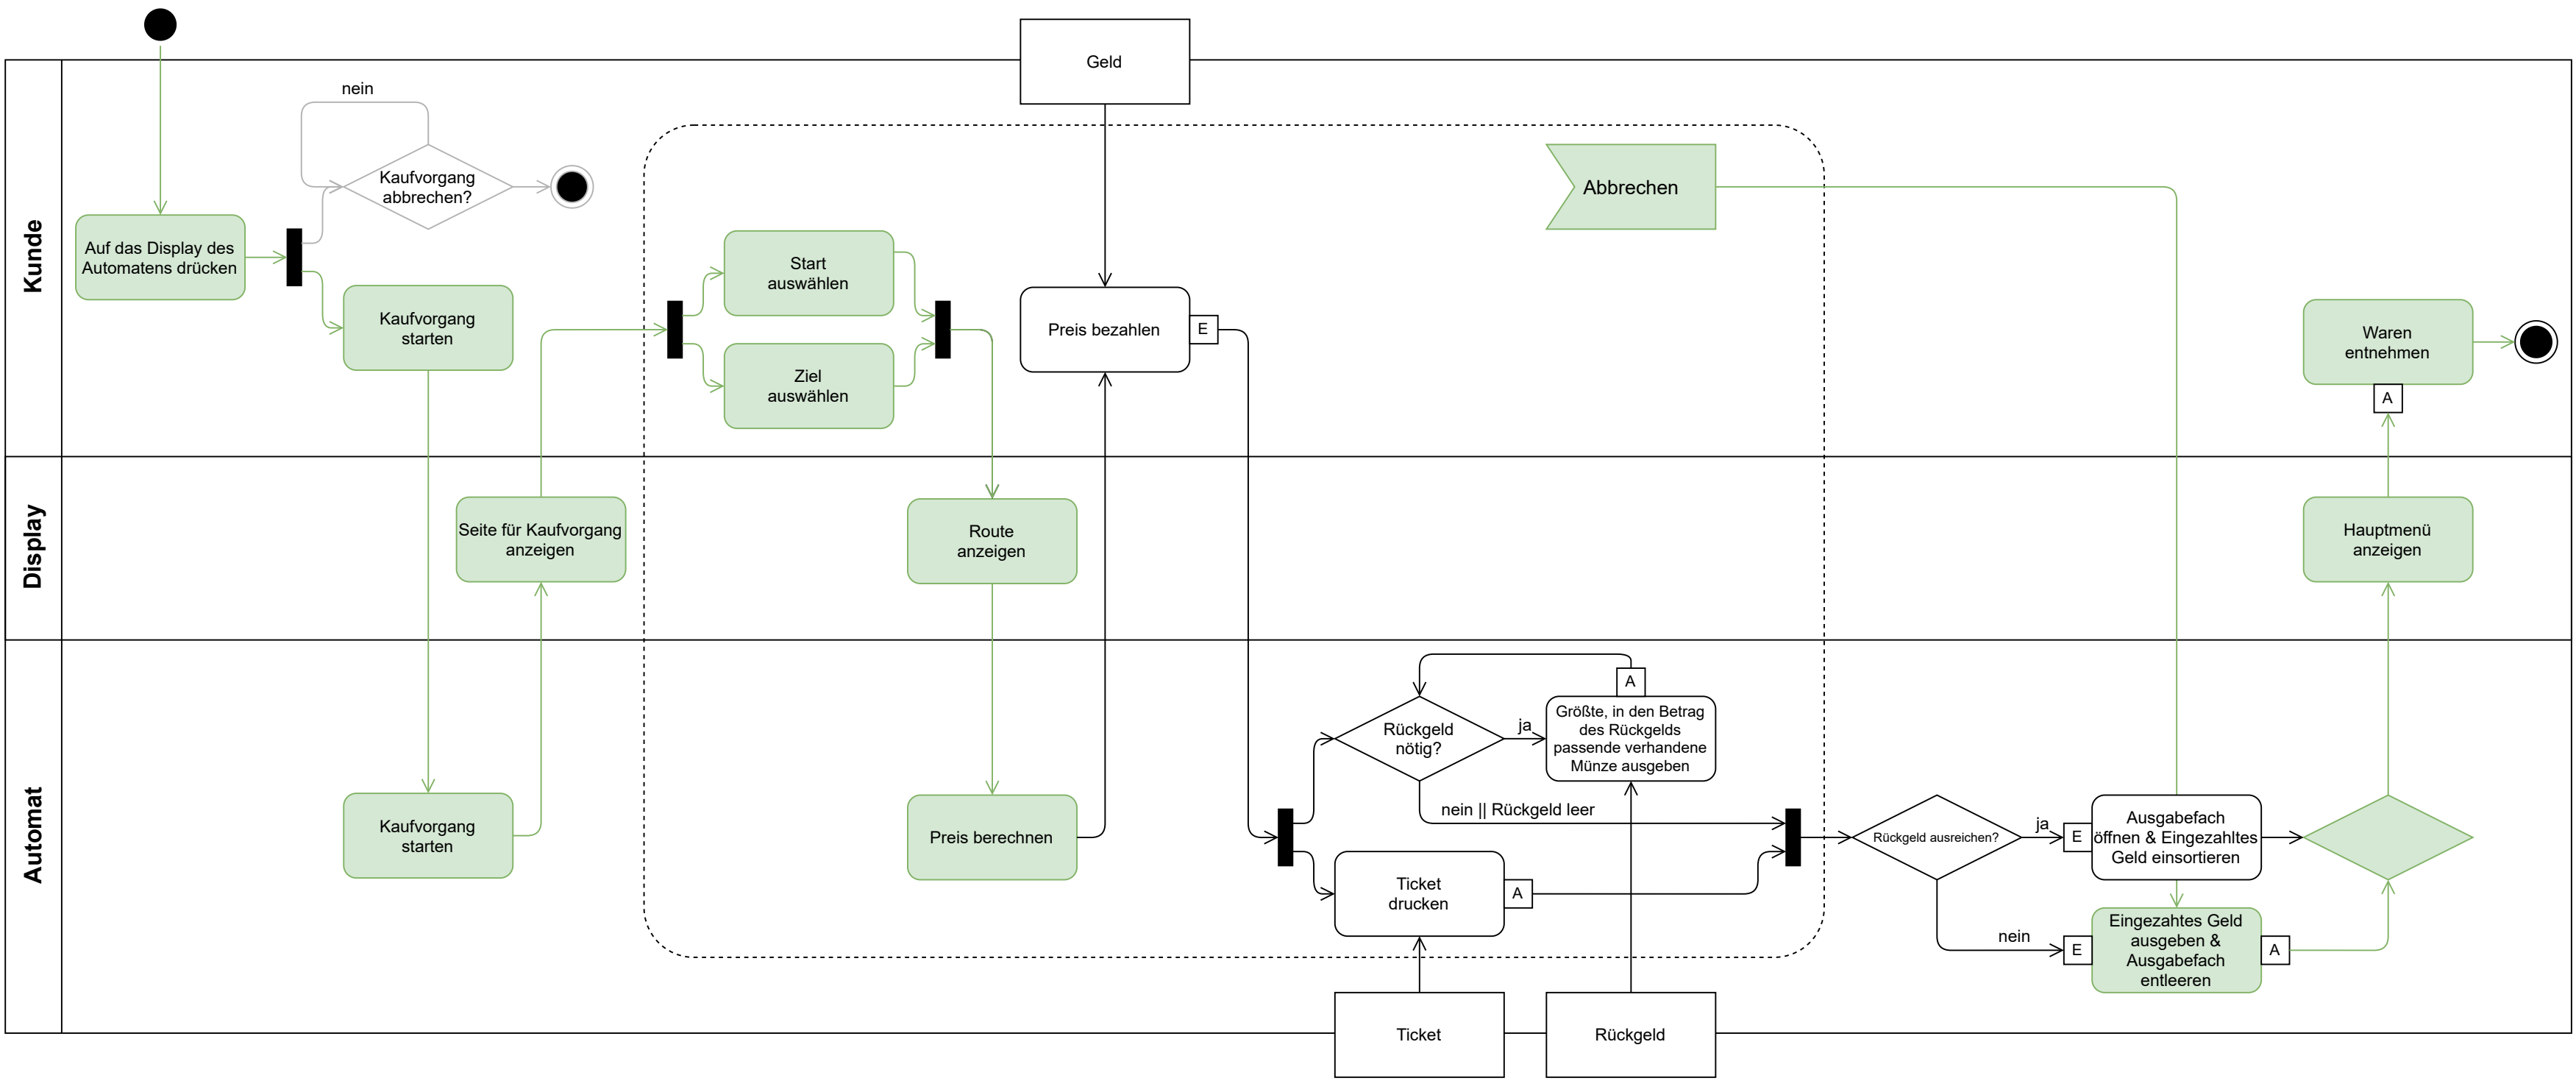 Geld
nein
Kaufvorgang
abbrechen?
Abbrechen
Kunde
Auf das Display des
Automatens drücken
Start
auswählen
Kaufvorgang
starten
Preis bezahlen
E
Ziel
auswählen
Waren
entnehmen
A
Display
Seite für Kaufvorgang
anzeigen
Route
anzeigen
Hauptmenü
anzeigen
Automat
Kaufvorgang
starten
Preis berechnen
Rückgeld
nötig?
ja
A
Größte, in den Betrag
des Rückgelds
passende verhandene
Münze ausgeben
nein || Rückgeld leer
Ticket
drucken
A
Rückgeld ausreichen?
ja
E
Ausgabefach
öffnen & Eingezahltes
Geld einsortieren
nein
E
Eingezahtes Geld
ausgeben &
Ausgabefach
entleeren
A
Ticket
Rückgeld